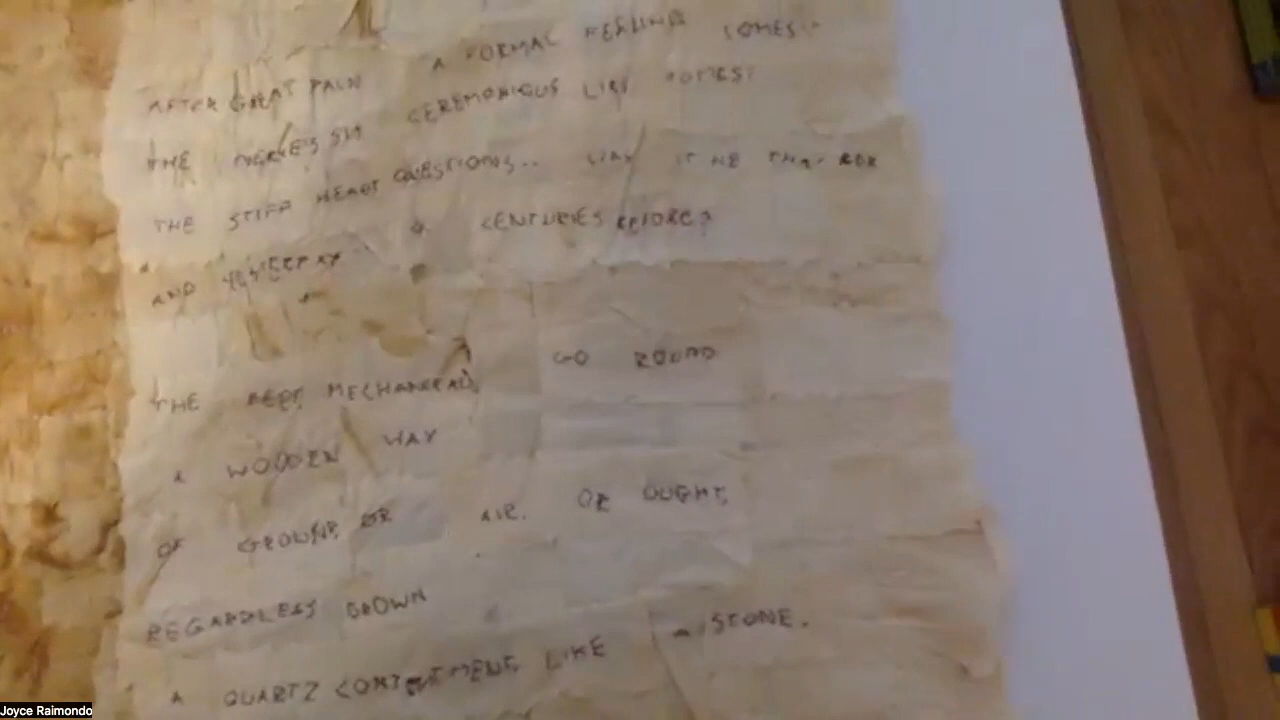 AFTER GREAT PAIN A FORMAL FEELING COMES..
THE NERVES SIT CEREMONIOUS LIKE TOMBS?
THE STIFF HEART QUESTIONS.. WAS IT HE THAT BOR
AND YESTERDAY OR CENTURIES BEFORE?
THE FEET MECHANICAL, GO ROUND
A WOODEN WAY
OF GROUND, OR AIR. OR OUGHT,
REGARDLESS GROWN
A QUARTZ CONTENTMENT, LIKE A STONE.
Joyce Raimondo